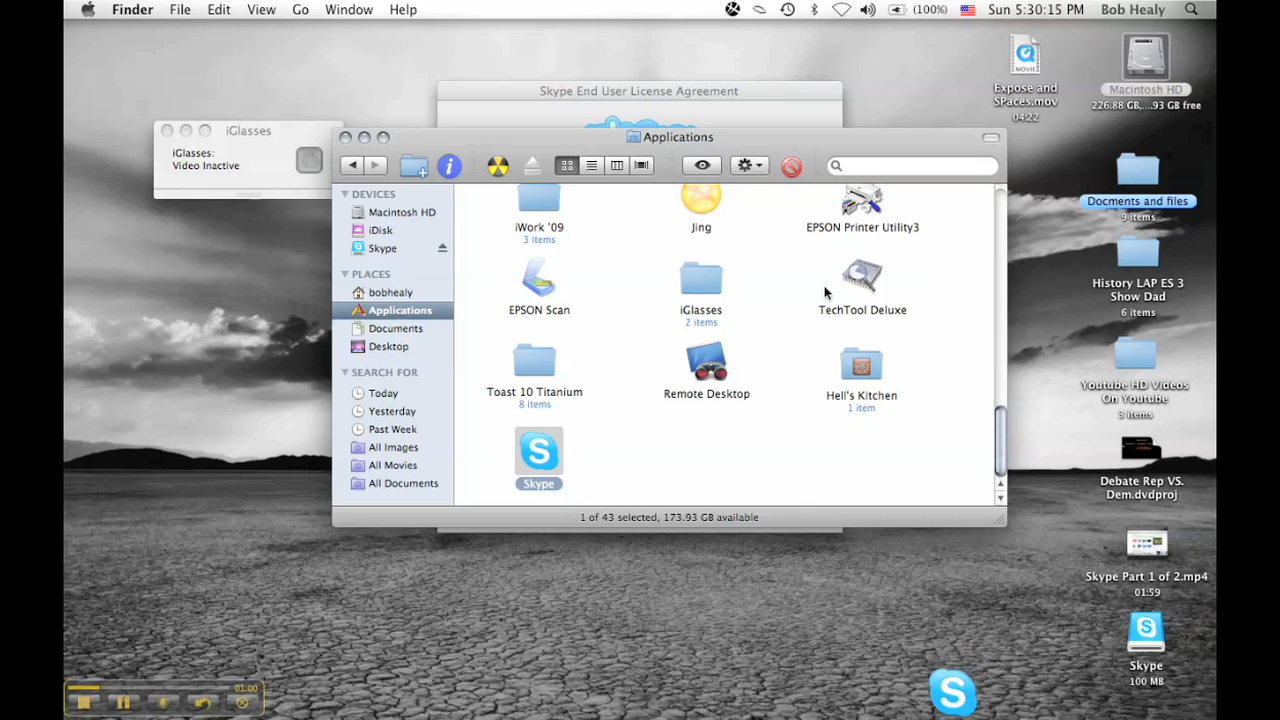 Finder File Edit View Go Window Help (100%) Sun 5:30:15 PM Bob Healy
Skype End User License Agreement
iGlasses
iGlasses:
Video Inactive
Applications
DEVICES
Macintosh HD
iDisk
Skype
PLACES
bobhealy
Applications
Documents
Desktop
SEARCH FOR
Today
Yesterday
Past Week
All Images
All Movies
All Documents
iWork '09
3 items
Jing
EPSON Printer Utility3
EPSON Scan
iGlasses
2 items
TechTool Deluxe
Toast 10 Titanium
8 items
Remote Desktop
Hell's Kitchen
1 item
Skype
1 of 43 selected, 173.93 GB available
MOVIE
Expose and
SPaces.mov
04:22
Macintosh HD
226.88 GB,....93 GB free
Docments and files
9 items
History LAP ES 3
Show Dad
6 items
Youtube HD Videos
On Youtube
3 items
Debate Rep VS.
Dem.dvdproj
Skype Part 1 of 2.mp4
01:59
Skype
100 MB
01:00